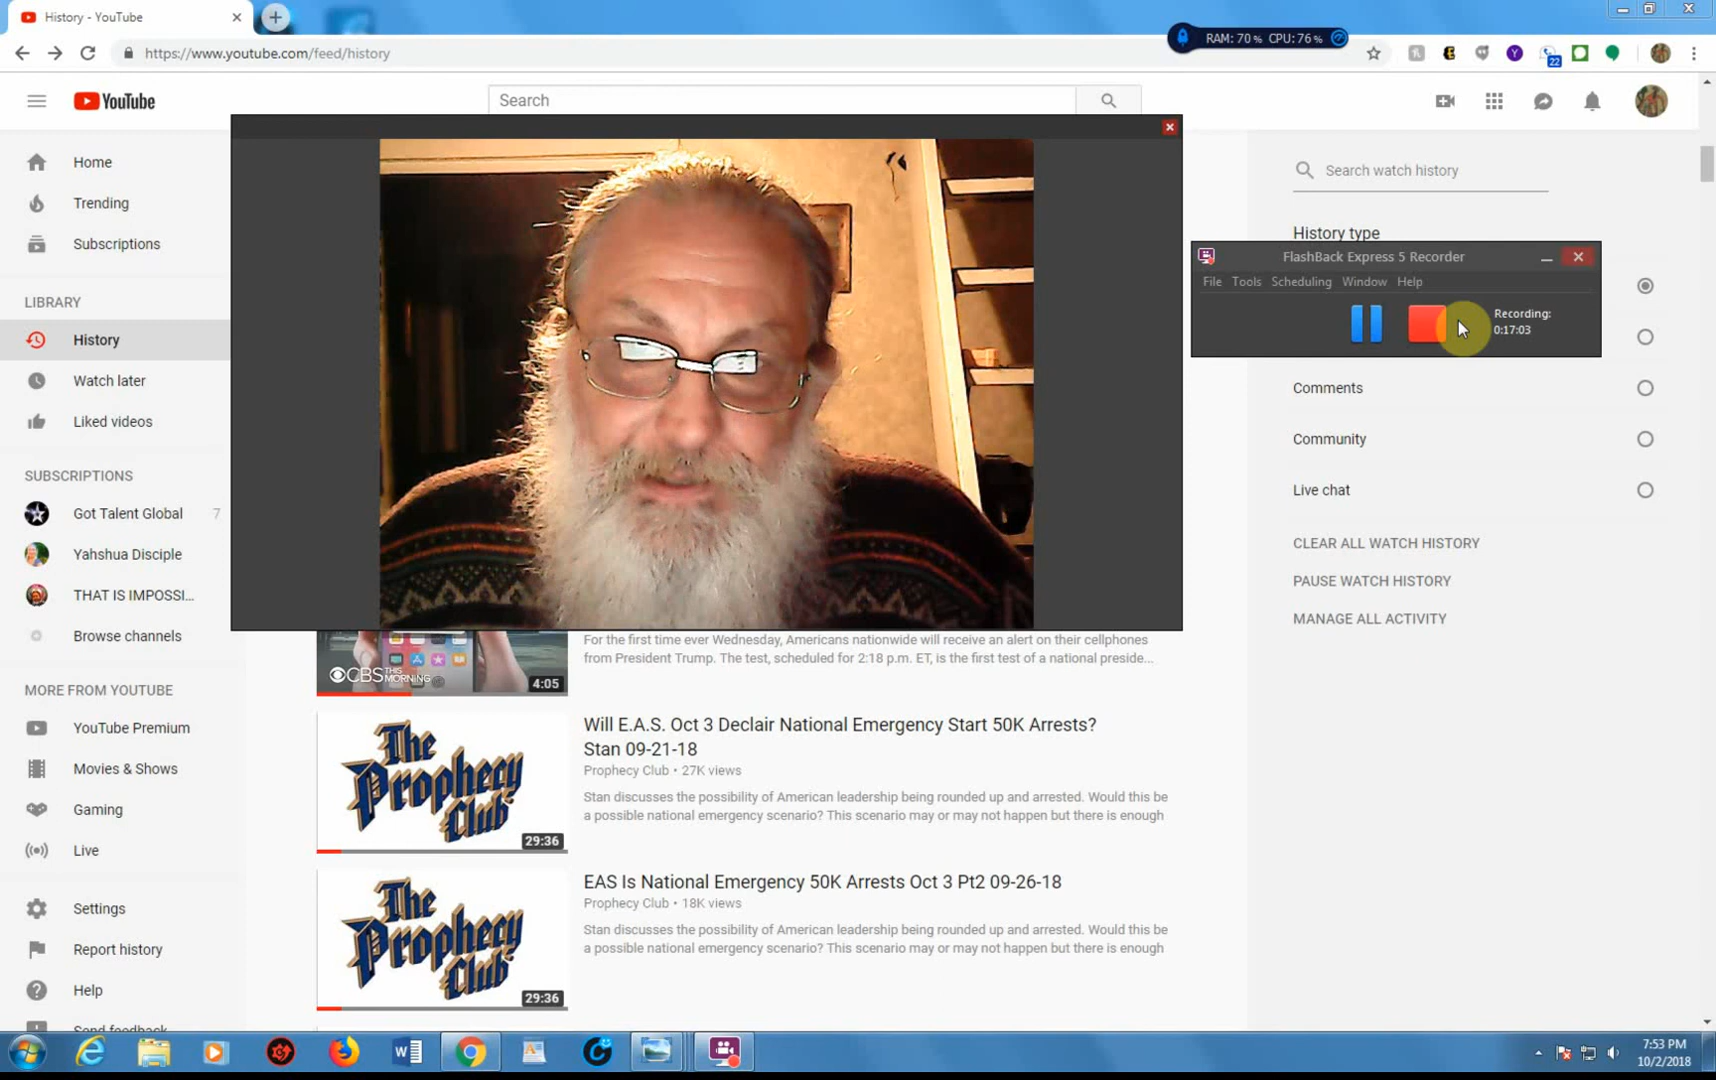 History - YouTube
RAM: 70 % CPU: 76 %
https://www.youtube.com/feed/history
22
YouTube
Search
Home
Trending
Subscriptions
LIBRARY
History
Watch later
Liked videos
SUBSCRIPTIONS
Got Talent Global 7
Yahshua Disciple
THAT IS IMPOSSI...
Browse channels
MORE FROM YOUTUBE
YouTube Premium
Movies & Shows
Gaming
Live
Settings
Report history
Help
Send feedback
Search watch history
History type
FlashBack Express 5 Recorder
File Tools Scheduling Window Help
Recording:
0:17:03
Comments
Community
Live chat
CLEAR ALL WATCH HISTORY
PAUSE WATCH HISTORY
MANAGE ALL ACTIVITY
CBS THIS MORNING
4:05
For the first time ever Wednesday, Americans nationwide will receive an alert on their cellphones
from President Trump. The test, scheduled for 2:18 p.m. ET, is the first test of a national preside...
The
Prophecy
Club
29:36
Will E.A.S. Oct 3 Declair National Emergency Start 50K Arrests?
Stan 09-21-18
Prophecy Club • 27K views
Stan discusses the possibility of American leadership being rounded up and arrested. Would this be
a possible national emergency scenario? This scenario may or may not happen but there is enough
The
Prophecy
Club
29:36
EAS Is National Emergency 50K Arrests Oct 3 Pt2 09-26-18
Prophecy Club • 18K views
Stan discusses the possibility of American leadership being rounded up and arrested. Would this be
a possible national emergency scenario? This scenario may or may not happen but there is enough
7:53 PM
10/2/2018